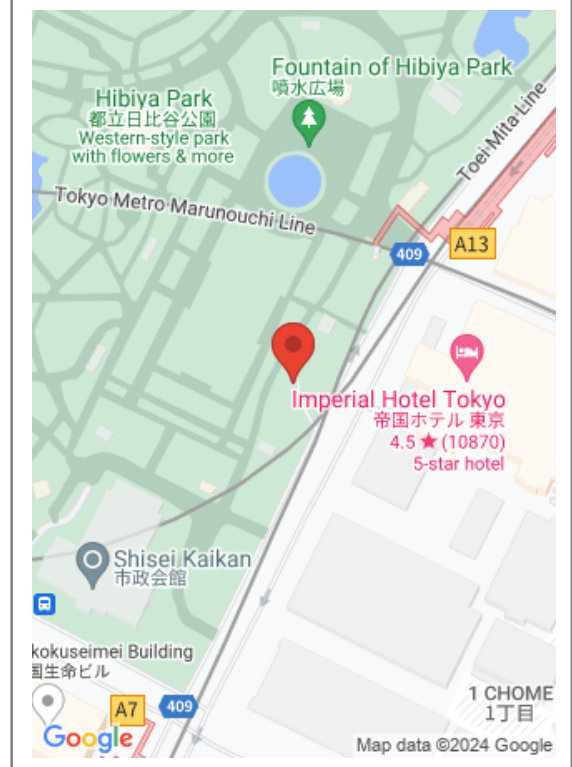 Fountain of Hibiya Park
噴水広場
Hibiya Park
都立日比谷公園
Western-style park
with flowers & more
Toei Mita Line
Tokyo Metro Marunouchi Line
409
A13
Imperial Hotel Tokyo
帝国ホテル 東京
4.5 ★ (10870)
5-star hotel
Shisei Kaikan
市政会館
kokuseimei Building
国生命ビル
A7
409
1 CHOME
1丁目
Google
Map data ©2024 Google